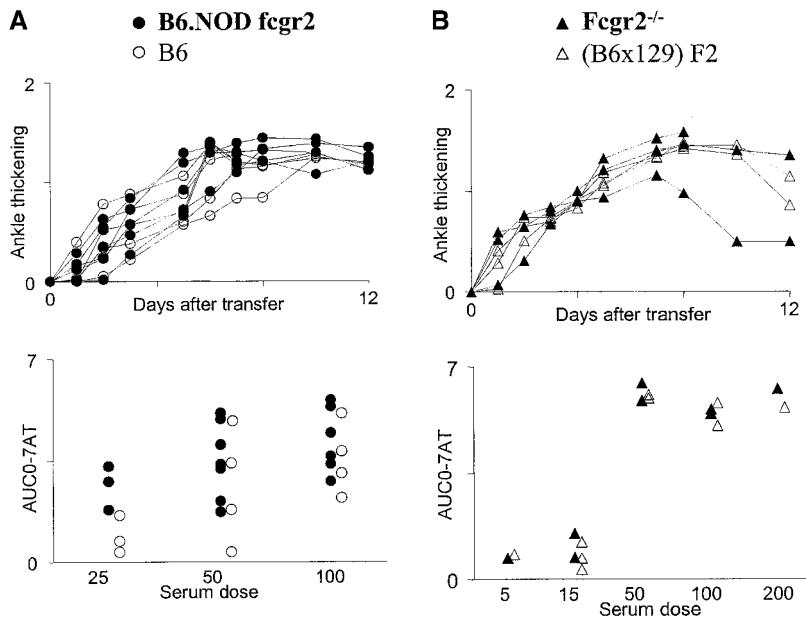 A
B6.NOD fcgr2
B6
2
Ankle thickening
0
0
Days after transfer
12
7
AUC0-7AT
0
25
50
100
Serum dose
B
Fcgr2-/-
(B6x129) F2
2
Ankle thickening
0
0
Days after transfer
12
7
AUC0-7AT
0
5
15
50
100
200
Serum dose